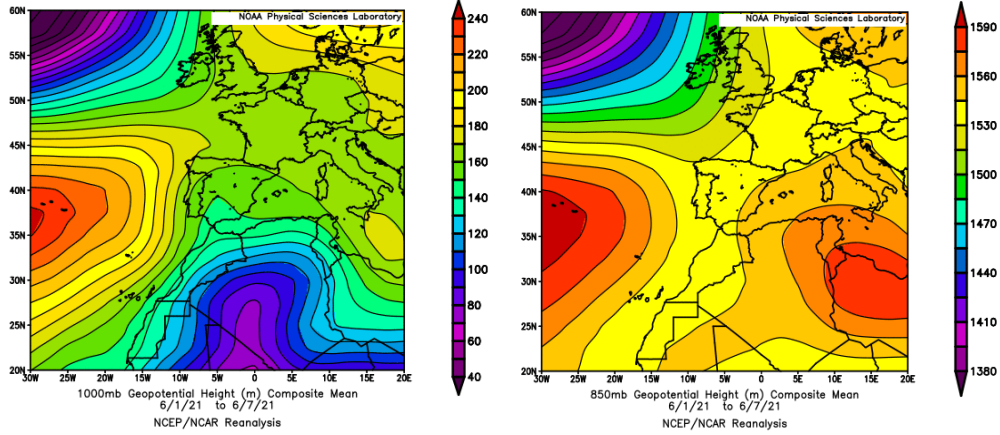 NOAA Physical Sciences Laboratory
60N
55N
50N
45N
40N
35N
30N
25N
20N
30W 25W 20W 15W 10W 5W 0 5E 10E 15E 20E
240
220
200
180
160
140
120
100
80
60
40
1000mb Geopotential Height (m) Composite Mean
6/1/21 to 6/7/21
NCEP/NCAR Reanalysis
NOAA Physical Sciences Laboratory
60N
55N
50N
45N
40N
35N
30N
25N
20N
30W 25W 20W 15W 10W 5W 0 5E 10E 15E 20E
1590
1560
1530
1500
1470
1440
1410
1380
850mb Geopotential Height (m) Composite Mean
6/1/21 to 6/7/21
NCEP/NCAR Reanalysis